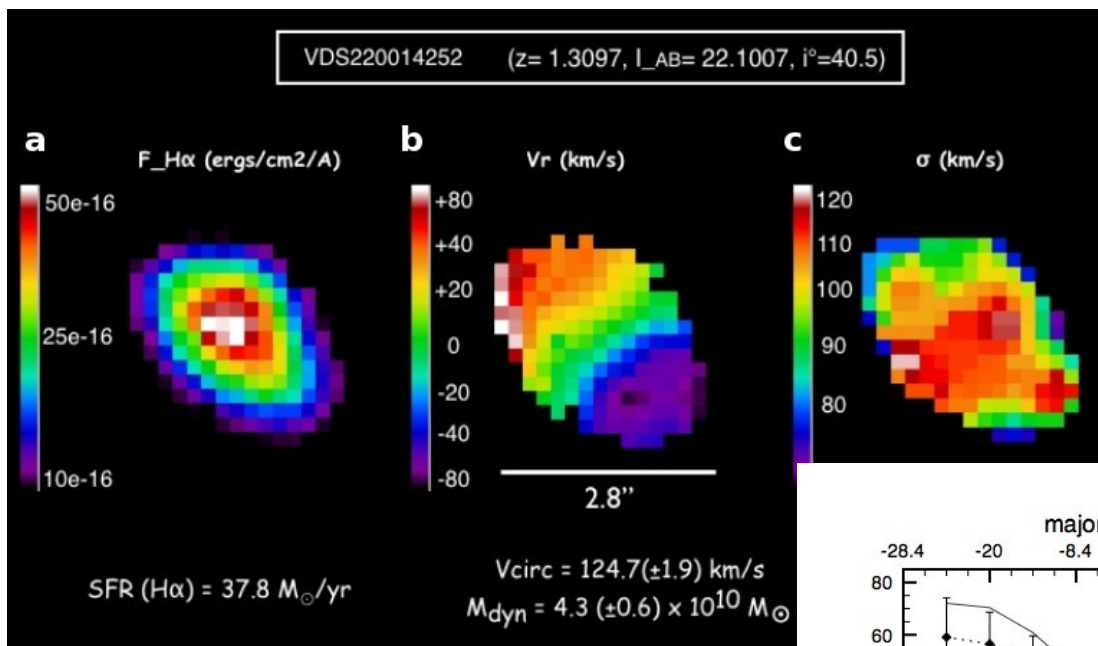 VDS220014252 (z= 1.3097, I_AB= 22.1007, i°=40.5)
a
F_Hα (ergs/cm2/A)
50e-16
25e-16
10e-16
SFR (Hα) = 37.8 M☉/yr
b
Vr (km/s)
+80
+40
+20
0
-20
-40
-80
2.8’’
Vcirc = 124.7(±1.9) km/s
Mdyn = 4.3 (±0.6) x 10¹⁰ M☉
c
σ (km/s)
120
110
100
90
80
-28.4 -20 -8.4
80
60